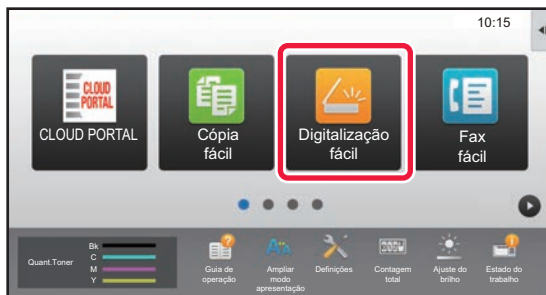 10:15
CLOUD
PORTAL
CLOUD PORTAL
Cópia
fácil
Digitalização
fácil
Fax
fácil
Quant.Toner
Bk
C
M
Y
Guia de
operação
Ampliar
modo
apresentação
Definições
Contagem
total
Ajuste do
brilho
Estado do
trabalho